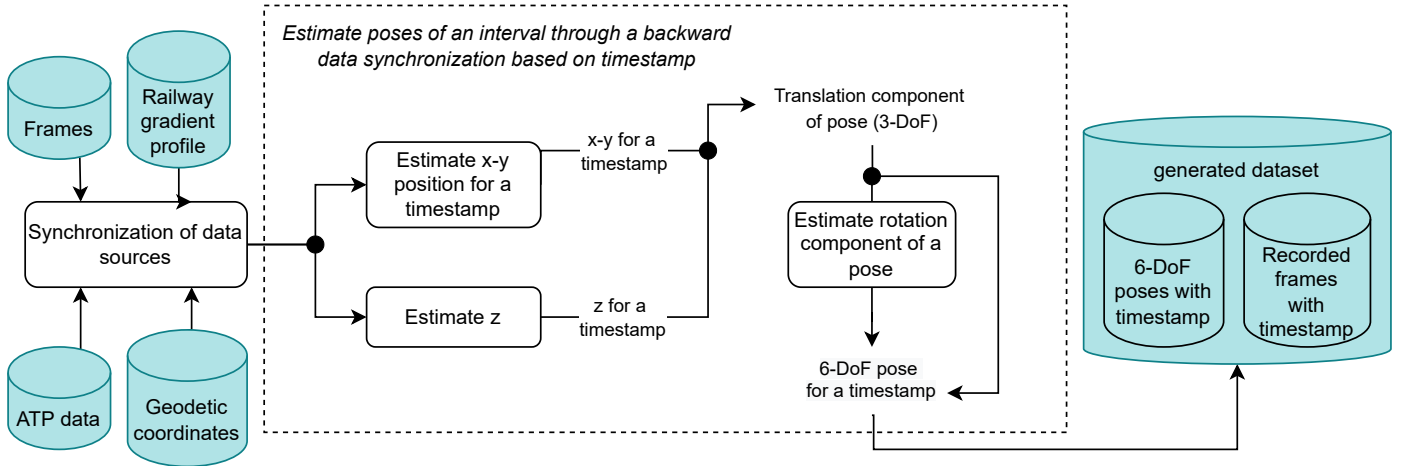 Estimate poses of an interval through a backward
data synchronization based on timestamp
Frames
Railway
gradient
profile
Synchronization of data
sources
ATP data
Geodetic
coordinates
Estimate x-y
position for a
timestamp
x-y for a
timestamp
Estimate z
z for a
timestamp
Translation component
of pose (3-DoF)
Estimate rotation
component of a
pose
6-DoF pose
for a timestamp
generated dataset
6-DoF
poses with
timestamp
Recorded
frames
with
timestamp